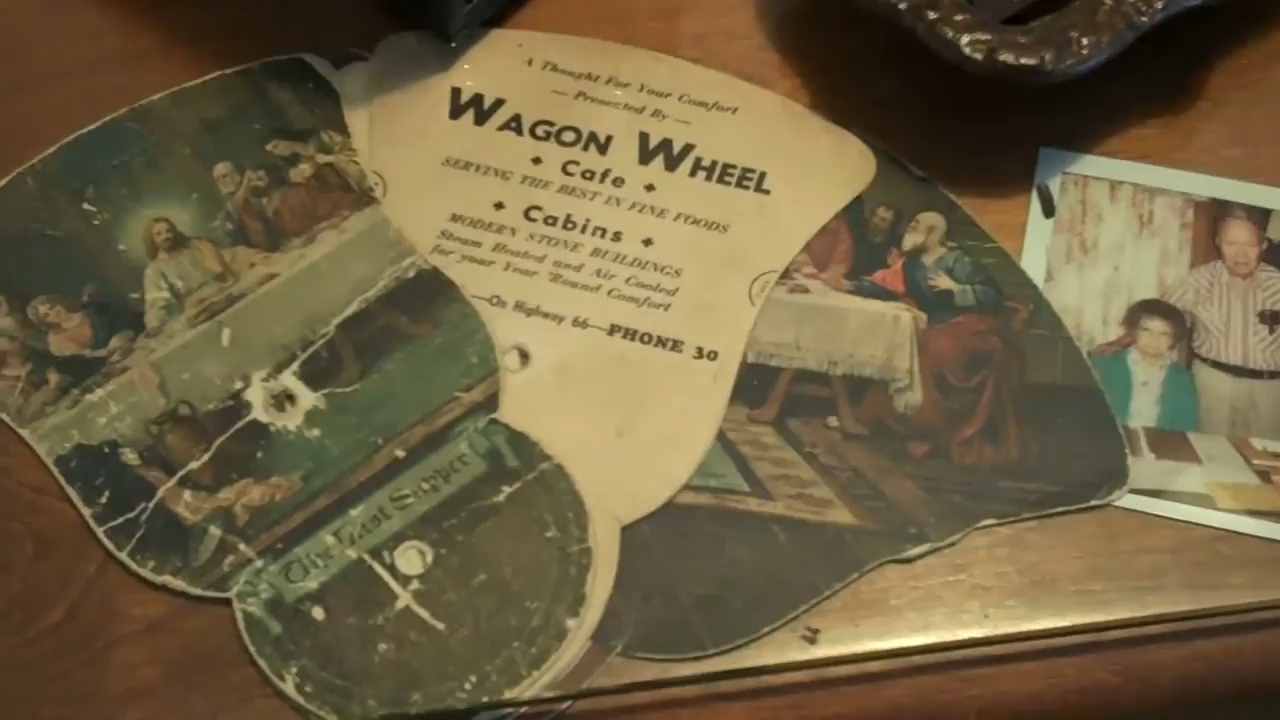 A Thought For Your Comfort
— Presented By —
WAGON WHEEL
Cafe
SERVING THE BEST IN FINE FOODS
Cabins
MODERN STONE BUILDINGS
Steam Heated and Air Cooled
for your Year 'Round Comfort
—On Highway 66—PHONE 30
The Last Supper